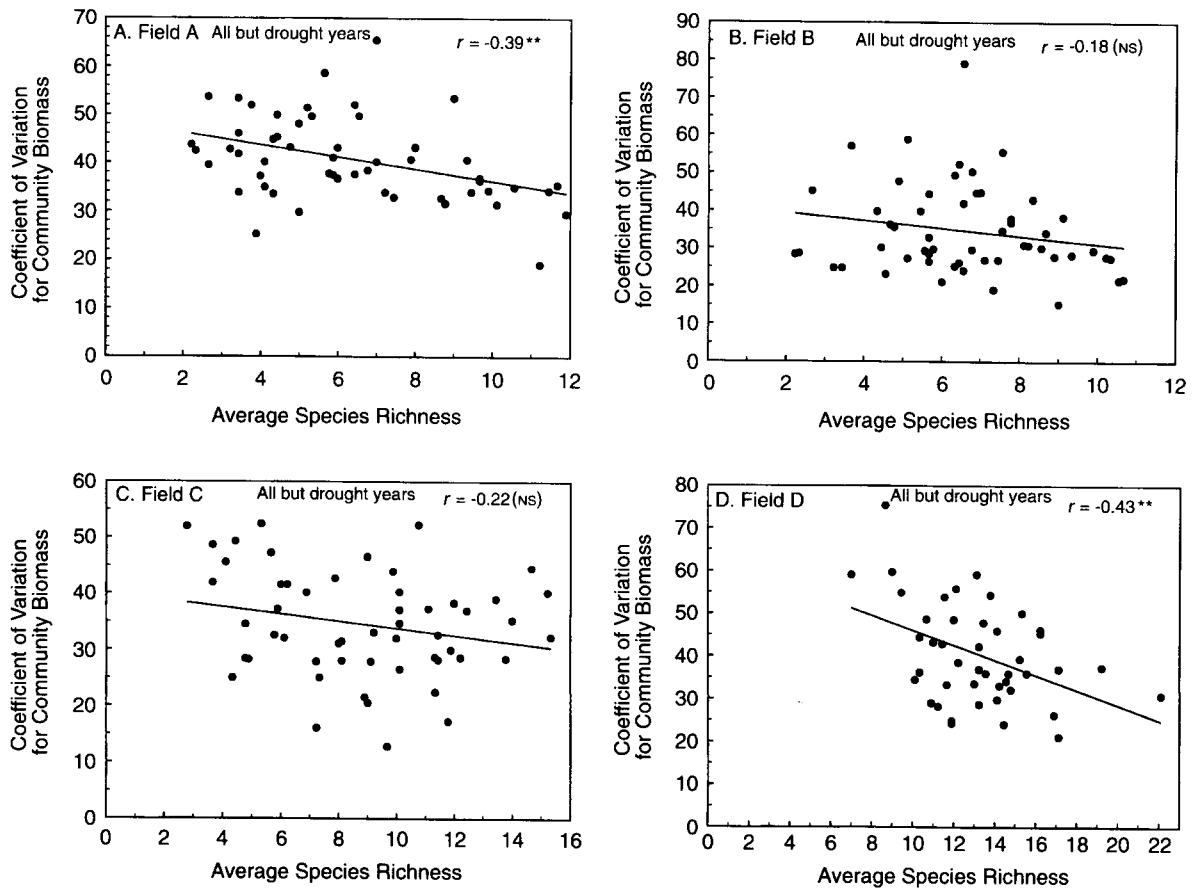 A. Field A
All but drought years
r = -0.39**
70
60
50
40
30
20
10
0
Coefficient of Variation
for Community Biomass
0 2 4 6 8 10 12
Average Species Richness
B. Field B
All but drought years
r = -0.18 (NS)
90
80
70
60
50
40
30
20
10
0
Coefficient of Variation
for Community Biomass
0 2 4 6 8 10 12
Average Species Richness
C. Field C
All but drought years
r = -0.22 (NS)
60
50
40
30
20
10
0
Coefficient of Variation
for Community Biomass
0 2 4 6 8 10 12 14 16
Average Species Richness
D. Field D
All but drought years
r = -0.43**
80
70
60
50
40
30
20
10
0
Coefficient of Variation
for Community Biomass
0 2 4 6 8 10 12 14 16 18 20 22
Average Species Richness